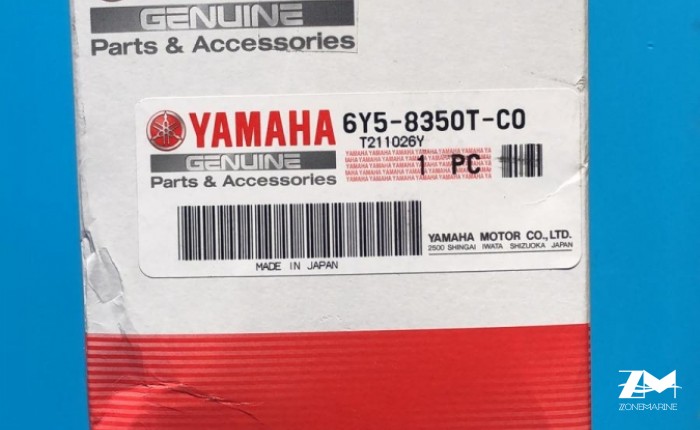 GENUINE
Parts & Accessories
YAMAHA 6Y5-8350T-C0
T211026Y
GENUINE
1 PC
Parts & Accessories
YAMAHA MOTOR CO., LTD.
2500 SHINGAI IWATA SHIZUOKA JAPAN
MADE IN JAPAN
ZM
ZONEMARINE